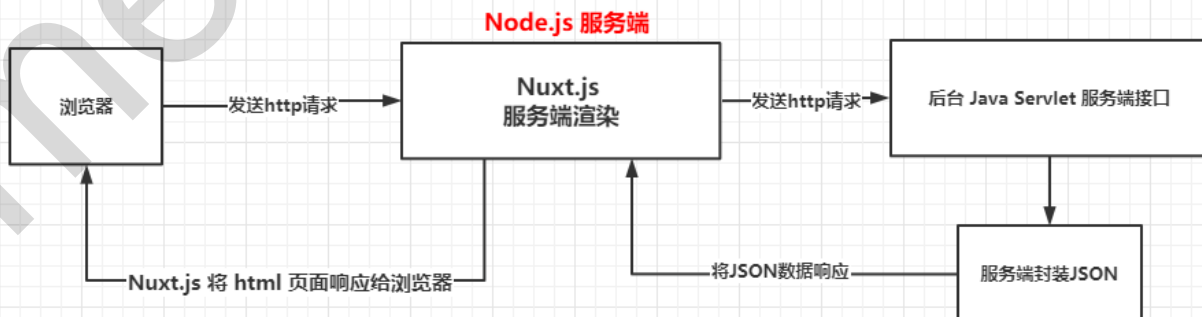 Node.js 服务端
浏览器
发送http请求
Nuxt.js
服务端渲染
发送http请求
后台 Java Servlet 服务端接口
Nuxt.js 将 html 页面响应给浏览器
将JSON数据响应
服务端封装JSON